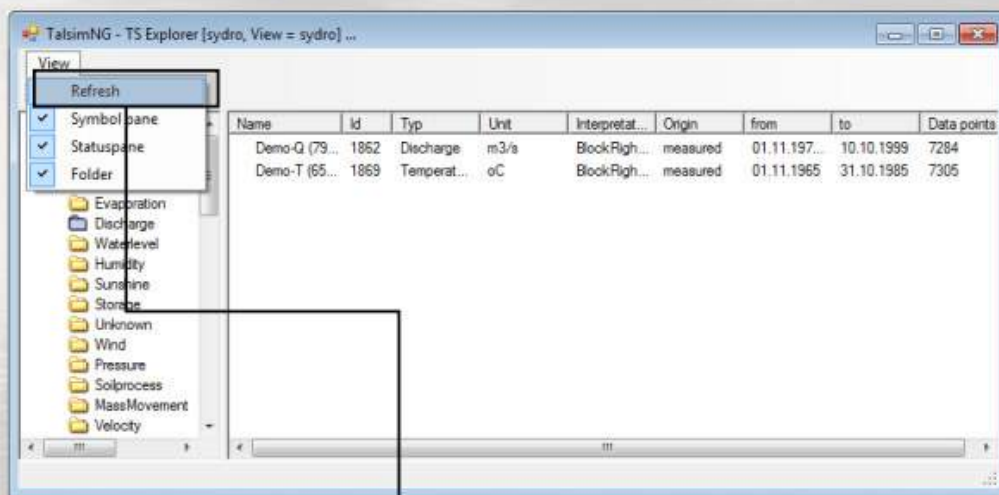 TalsimNG - TS Explorer [sydro, View = sydro] ...
View
Refresh
Symbol pane
Statuspane
Folder
Name Id Typ Unit Interpretat... Origin from to Data points
Demo-Q (79... 1862 Discharge m3/s BlockRigh... measured 01.11.197... 10.10.1999 7284
Demo-T (65... 1869 Temperat... oC BlockRigh... measured 01.11.1965 31.10.1985 7305
Evaporation
Discharge
Waterlevel
Humidity
Sunshine
Storage
Unknown
Wind
Pressure
Soilprocess
MassMovement
Velocity